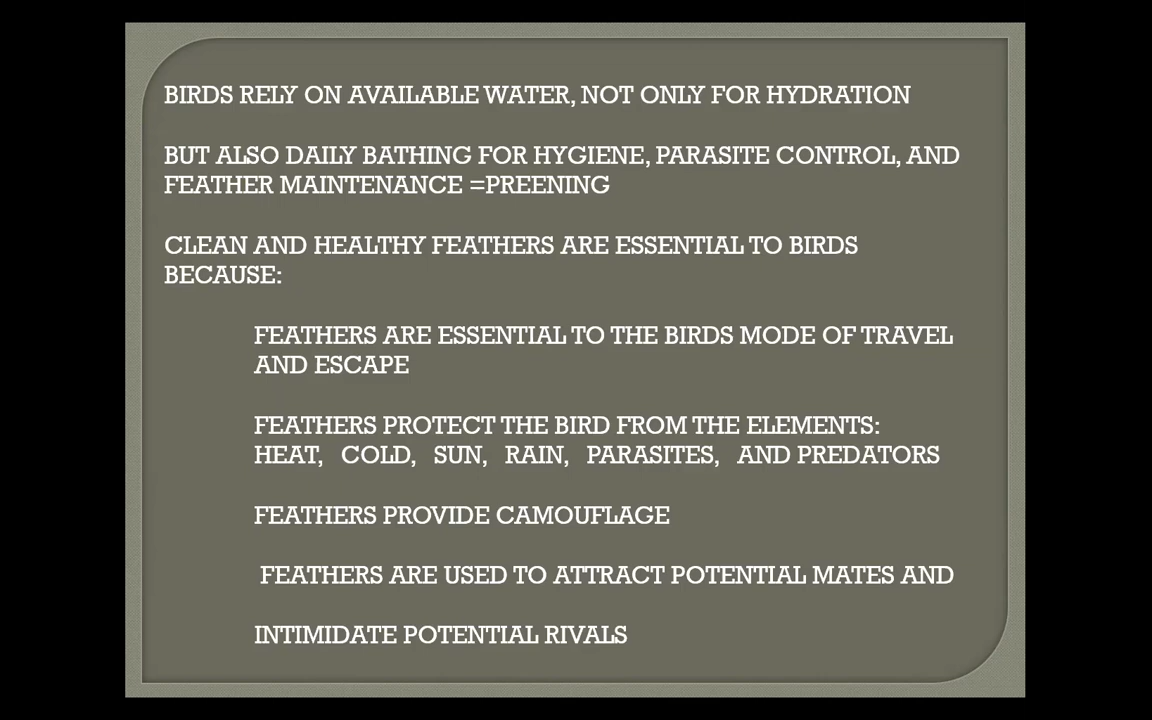 BIRDS RELY ON AVAILABLE WATER, NOT ONLY FOR HYDRATION
BUT ALSO DAILY BATHING FOR HYGIENE, PARASITE CONTROL, AND
FEATHER MAINTENANCE =PREENING
CLEAN AND HEALTHY FEATHERS ARE ESSENTIAL TO BIRDS
BECAUSE:
FEATHERS ARE ESSENTIAL TO THE BIRDS MODE OF TRAVEL
AND ESCAPE
FEATHERS PROTECT THE BIRD FROM THE ELEMENTS:
HEAT, COLD, SUN, RAIN, PARASITES, AND PREDATORS
FEATHERS PROVIDE CAMOUFLAGE
FEATHERS ARE USED TO ATTRACT POTENTIAL MATES AND
INTIMIDATE POTENTIAL RIVALS